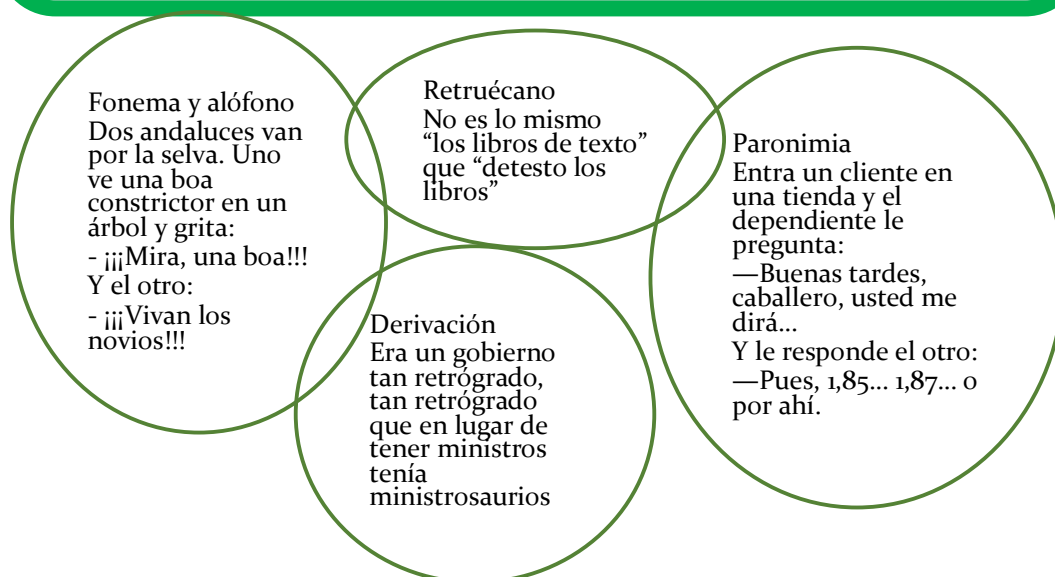 Fonema y alófono
Dos andaluces van
por la selva. Uno
ve una boa
constrictor en un
árbol y grita:
- ¡¡¡Mira, una boa!!!
Y el otro:
- ¡¡¡Vivan los
novios!!!
Retruécano
No es lo mismo
“los libros de texto”
que “detesto los
libros”
Derivación
Era un gobierno
tan retrógrado,
tan retrógrado
que en lugar de
tener ministros
tenía
ministrosaurios
Paronimia
Entra un cliente en
una tienda y el
dependiente le
pregunta:
—Buenas tardes,
caballero, usted me
dirá...
Y le responde el otro:
—Pues, 1,85... 1,87... o
por ahí.